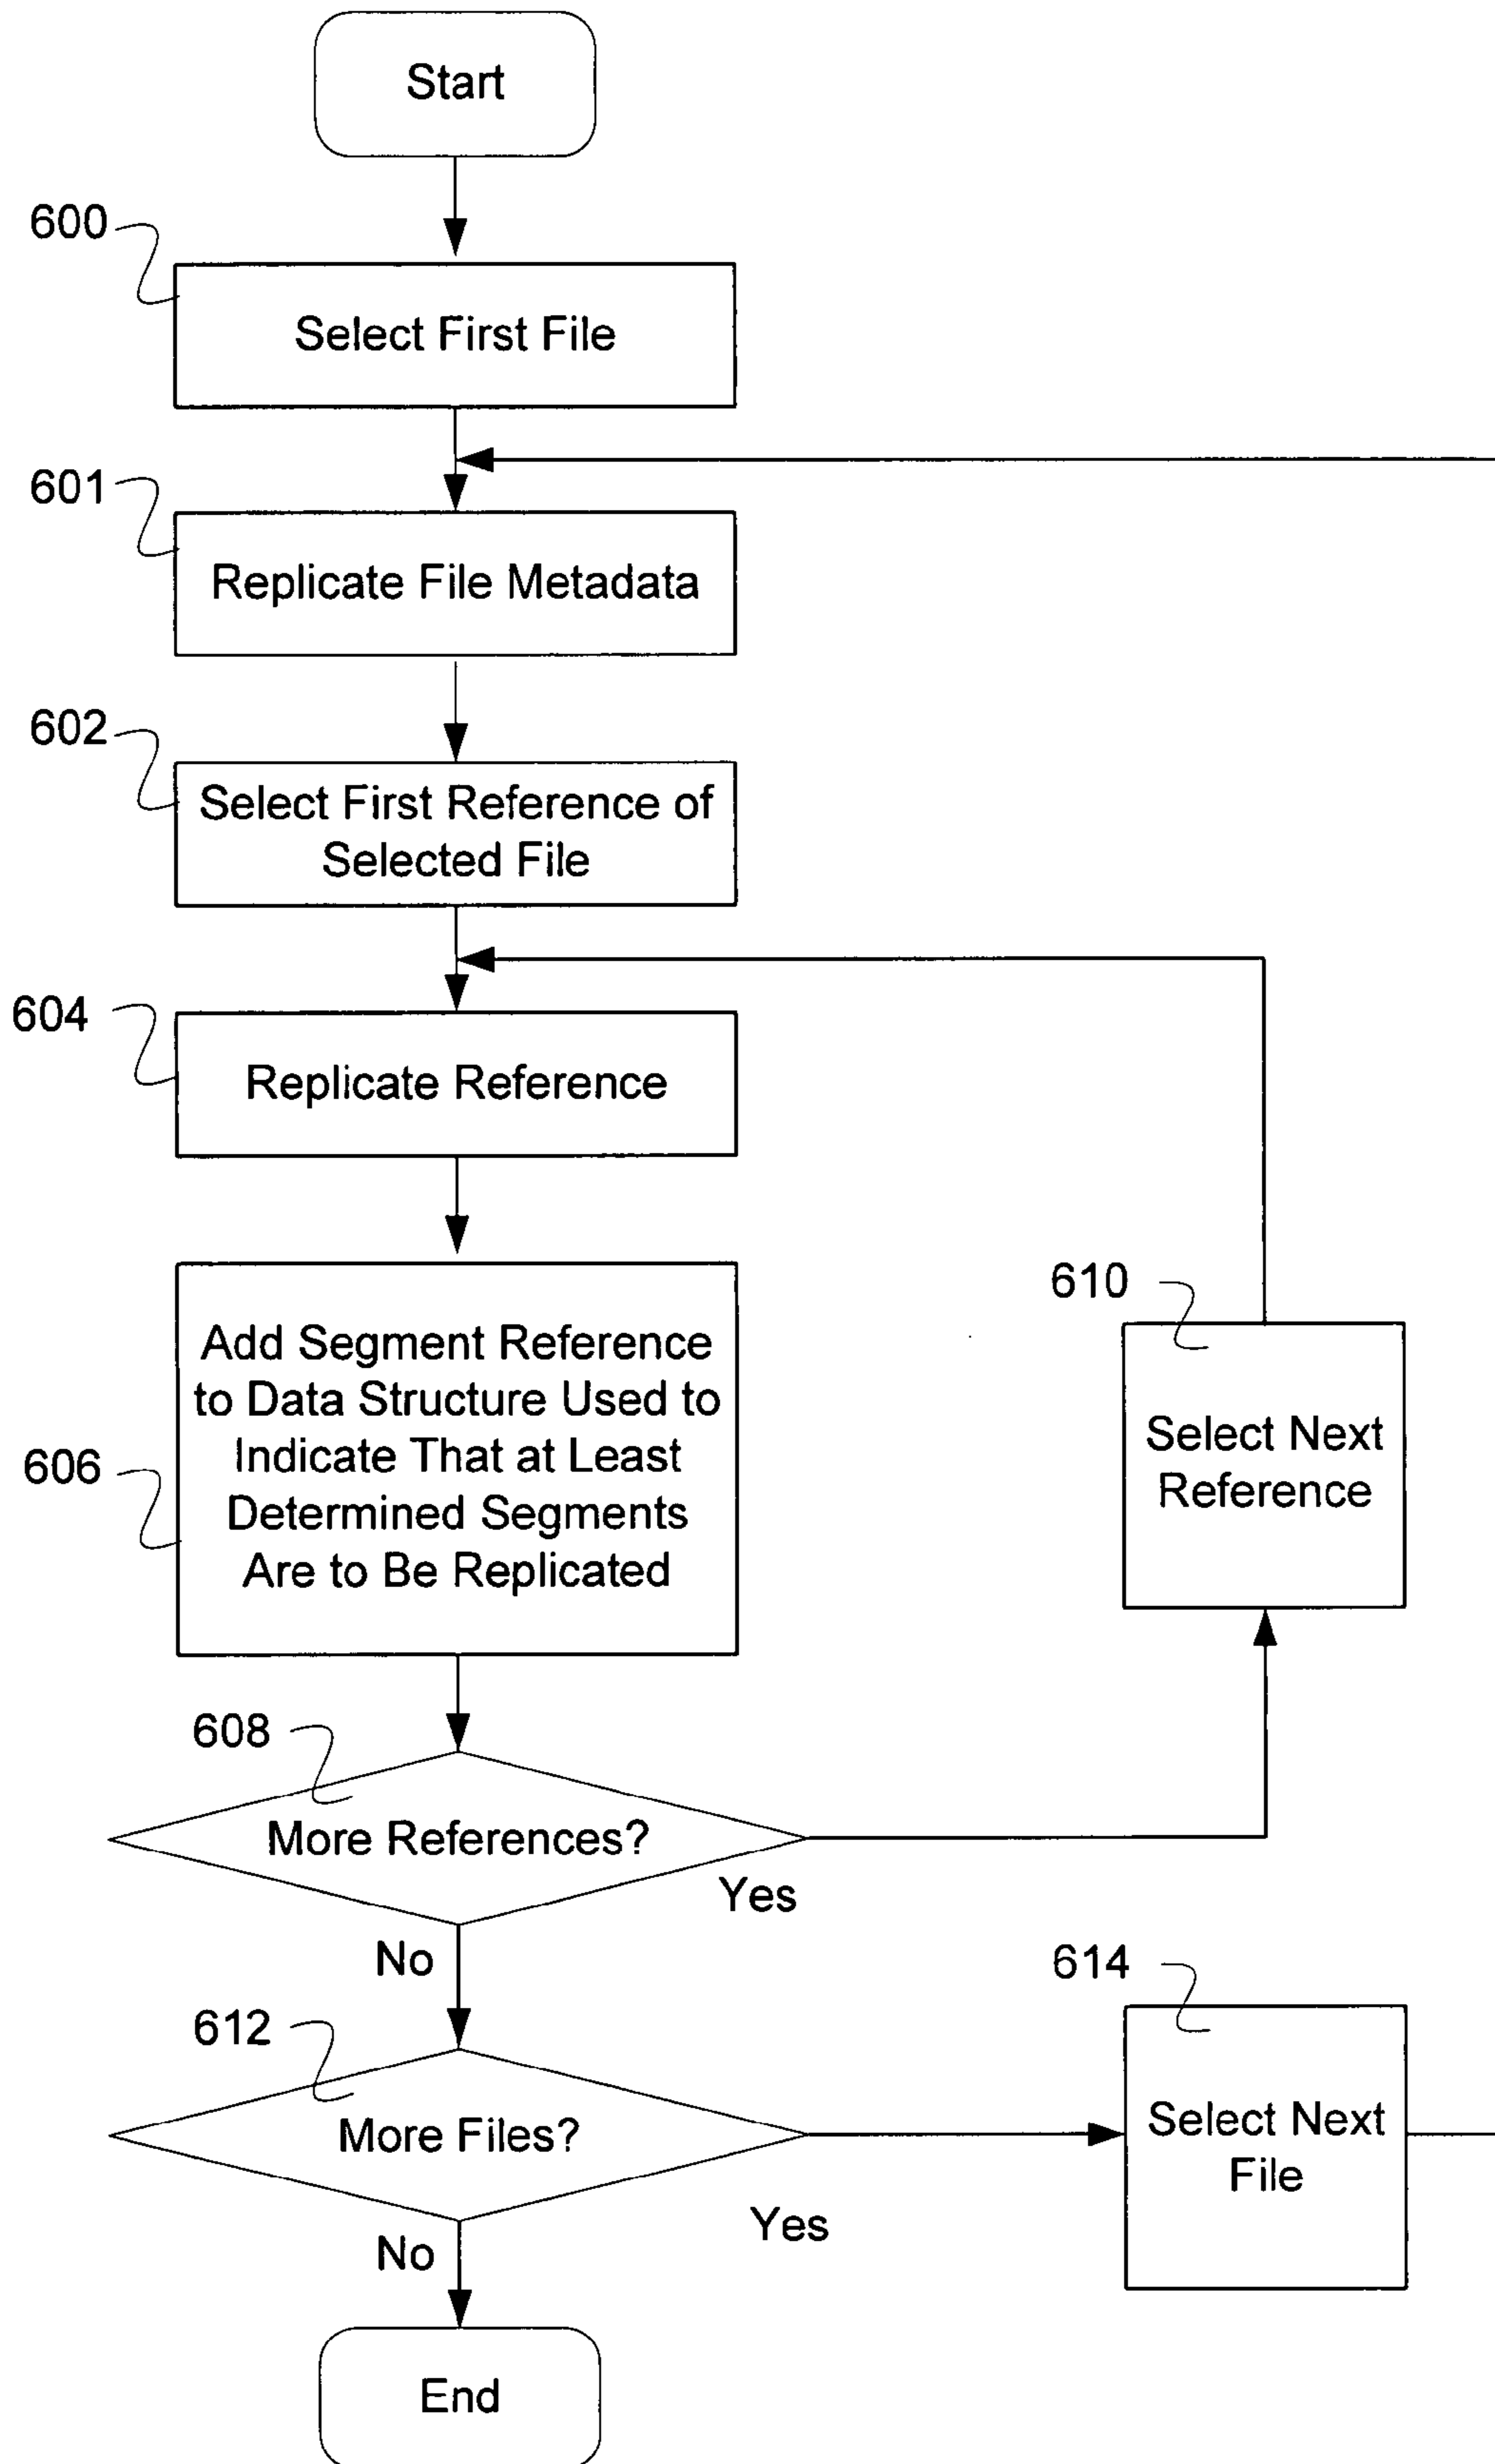 Start
600
Select First File
601
Replicate File Metadata
602
Select First Reference of
Selected File
604
Replicate Reference
606
Add Segment Reference
to Data Structure Used to
Indicate That at Least
Determined Segments
Are to Be Replicated
610
Select Next
Reference
608
More References?
Yes
No
612
More Files?
Yes
No
614
Select Next
File
End